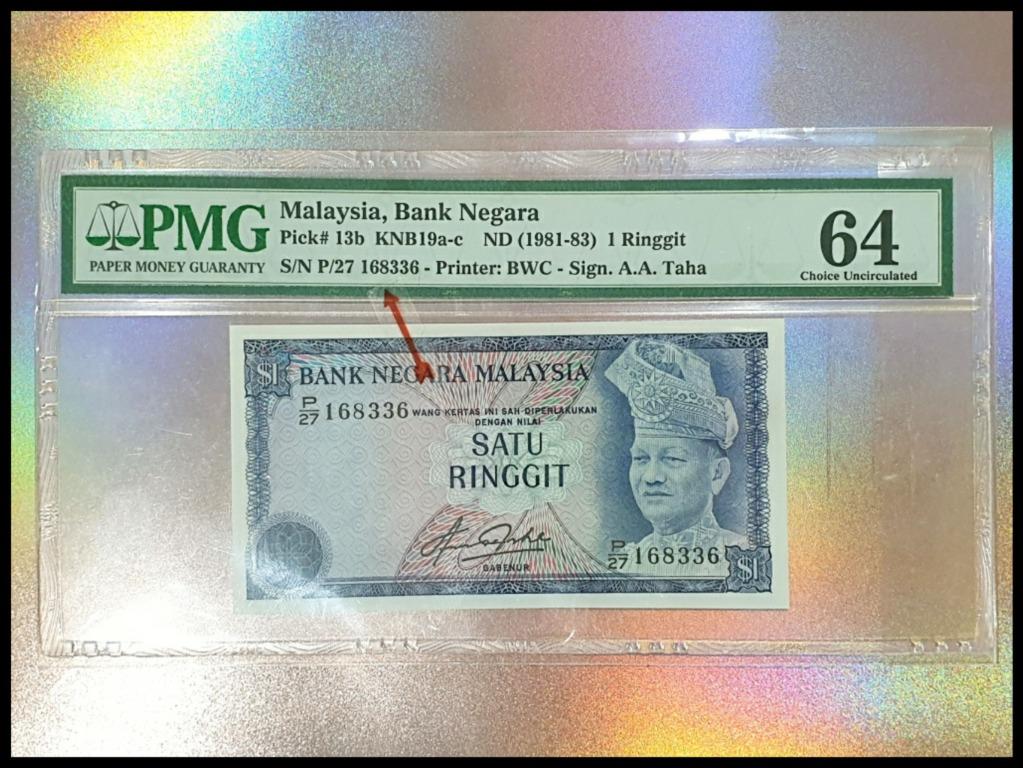 PMG
PAPER MONEY GUARANTY
Malaysia, Bank Negara
Pick# 13b KNB19a-c ND (1981-83) 1 Ringgit
S/N P/27 168336 - Printer: BWC - Sign. A.A. Taha
64
Choice Uncirculated
$1
BANK NEGARA MALAYSIA
P/27 168336
WANG KERTAS INI SAH DIPERLAKUKAN
DENGAN NILAI
SATU
RINGGIT
GABENUR
P/27 168336
$1